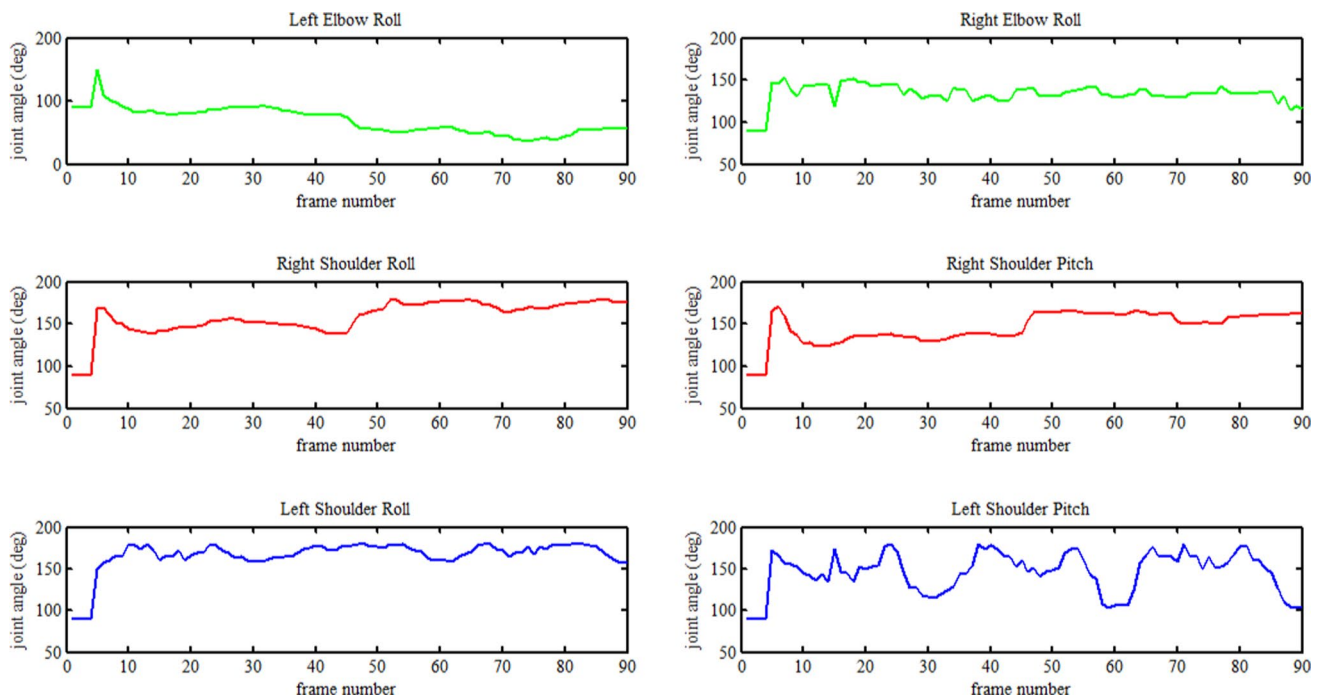 Left Elbow Roll
200
100
0
joint angle (deg)
0 10 20 30 40 50 60 70 80 90
frame number
Right Elbow Roll
200
150
100
50
joint angle (deg)
0 10 20 30 40 50 60 70 80 90
frame number
Right Shoulder Roll
200
150
100
50
joint angle (deg)
0 10 20 30 40 50 60 70 80 90
frame number
Right Shoulder Pitch
200
150
100
50
joint angle (deg)
0 10 20 30 40 50 60 70 80 90
frame number
Left Shoulder Roll
200
150
100
50
joint angle (deg)
0 10 20 30 40 50 60 70 80 90
frame number
Left Shoulder Pitch
200
150
100
50
joint angle (deg)
0 10 20 30 40 50 60 70 80 90
frame number